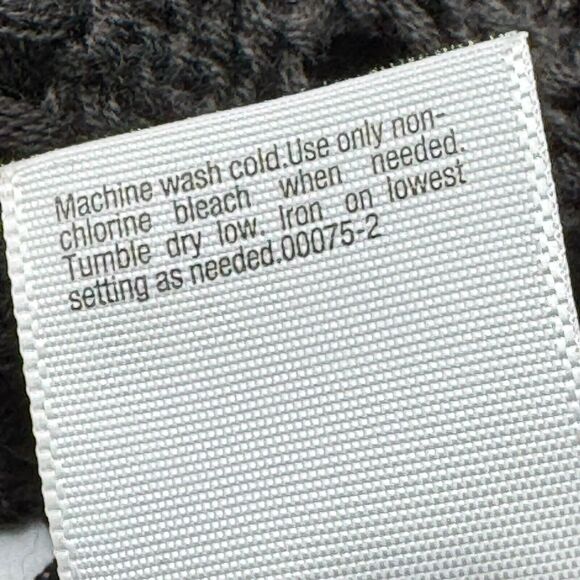 Machine wash cold.Use only non-
chlorine bleach when needed.
Tumble dry low. Iron on lowest
setting as needed.00075-2